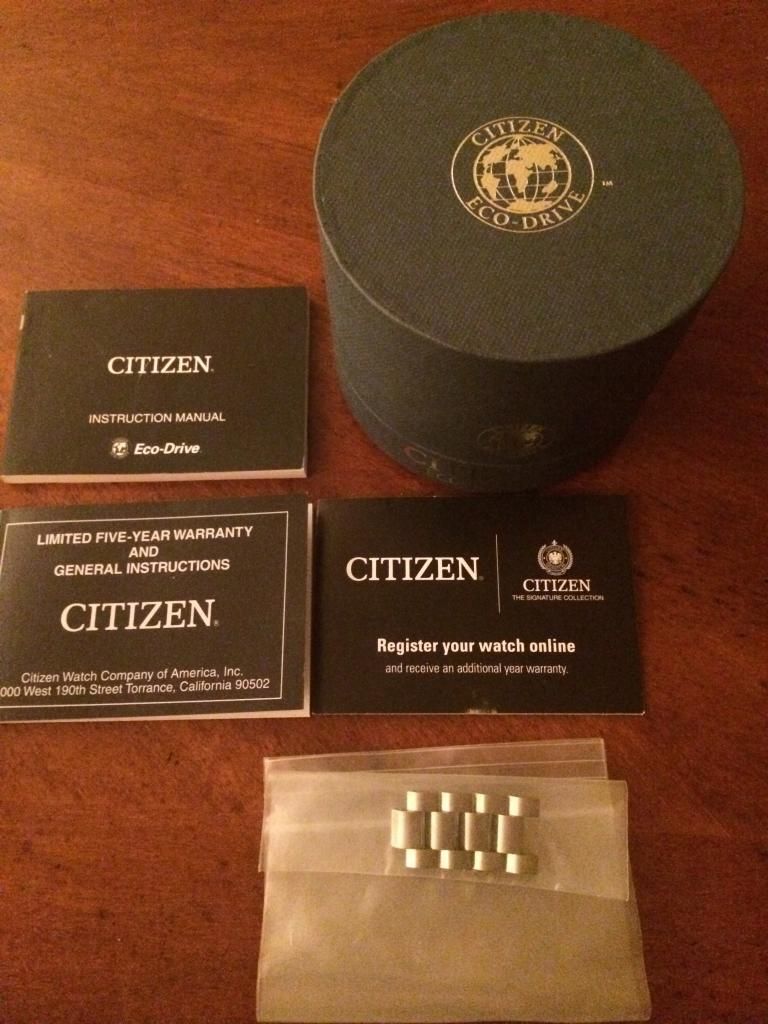 CITIZEN
ECO-DRIVE
TM
CITIZEN®
INSTRUCTION MANUAL
Eco-Drive
LIMITED FIVE-YEAR WARRANTY
AND
GENERAL INSTRUCTIONS
CITIZEN®
Citizen Watch Company of America, Inc.
000 West 190th Street Torrance, California 90502
CITIZEN®
CITIZEN
THE SIGNATURE COLLECTION
Register your watch online
and receive an additional year warranty.